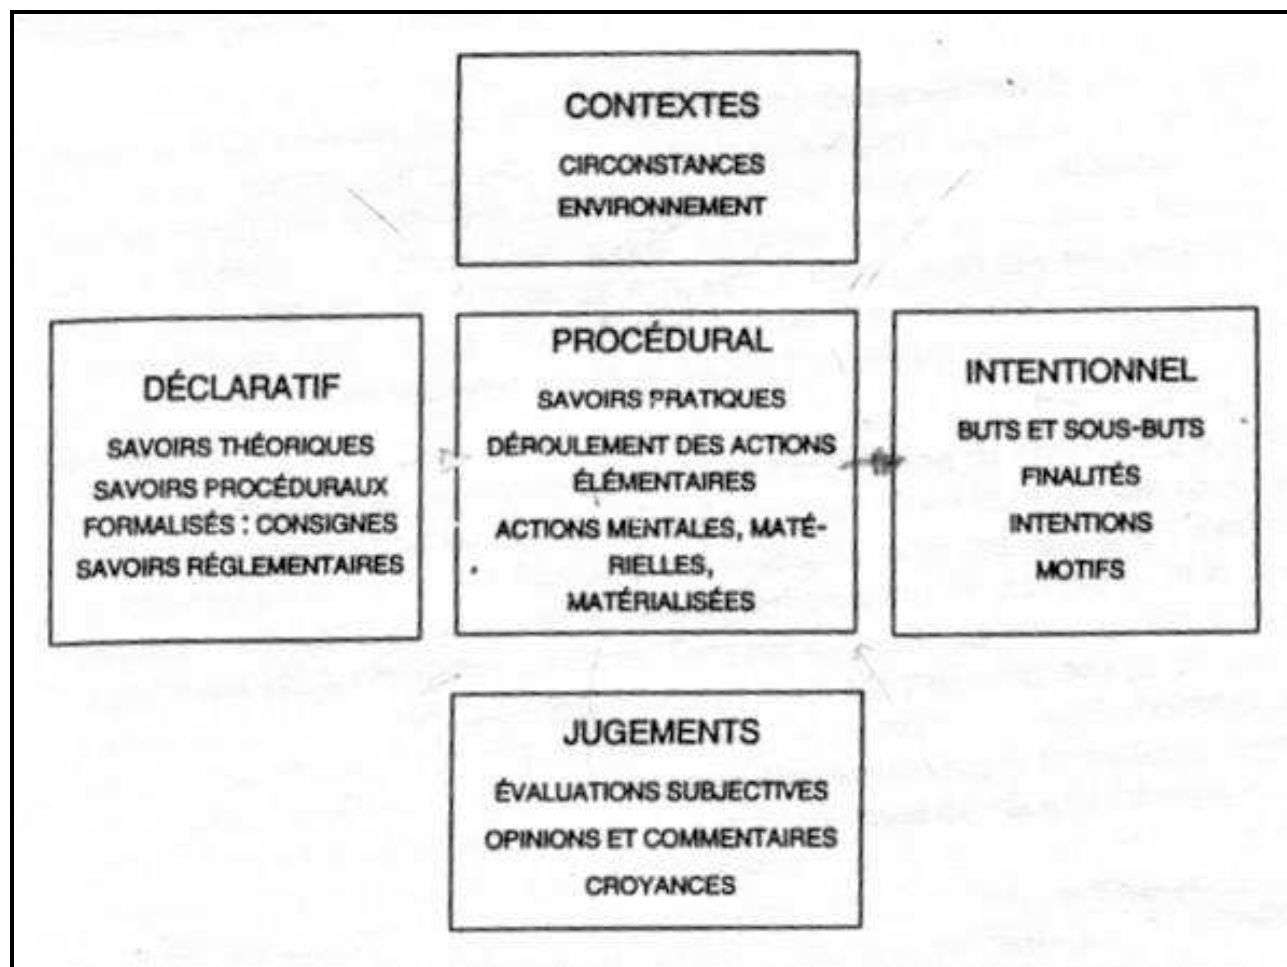 CONTEXTES
CIRCONSTANCES
ENVIRONNEMENT
DÉCLARATIF
SAVOIRS THÉORIQUES
SAVOIRS PROCÉDURAUX
FORMALISÉS : CONSIGNES
SAVOIRS RÉGLEMENTAIRES
PROCÉDURAL
SAVOIRS PRATIQUES
DÉROULEMENT DES ACTIONS
ÉLÉMENTAIRES
ACTIONS MENTALES, MATÉ-
RIELLES,
MATÉRIALISÉES
INTENTIONNEL
BUTS ET SOUS-BUTS
FINALITÉS
INTENTIONS
MOTIFS
JUGEMENTS
ÉVALUATIONS SUBJECTIVES
OPINIONS ET COMMENTAIRES
CROYANCES